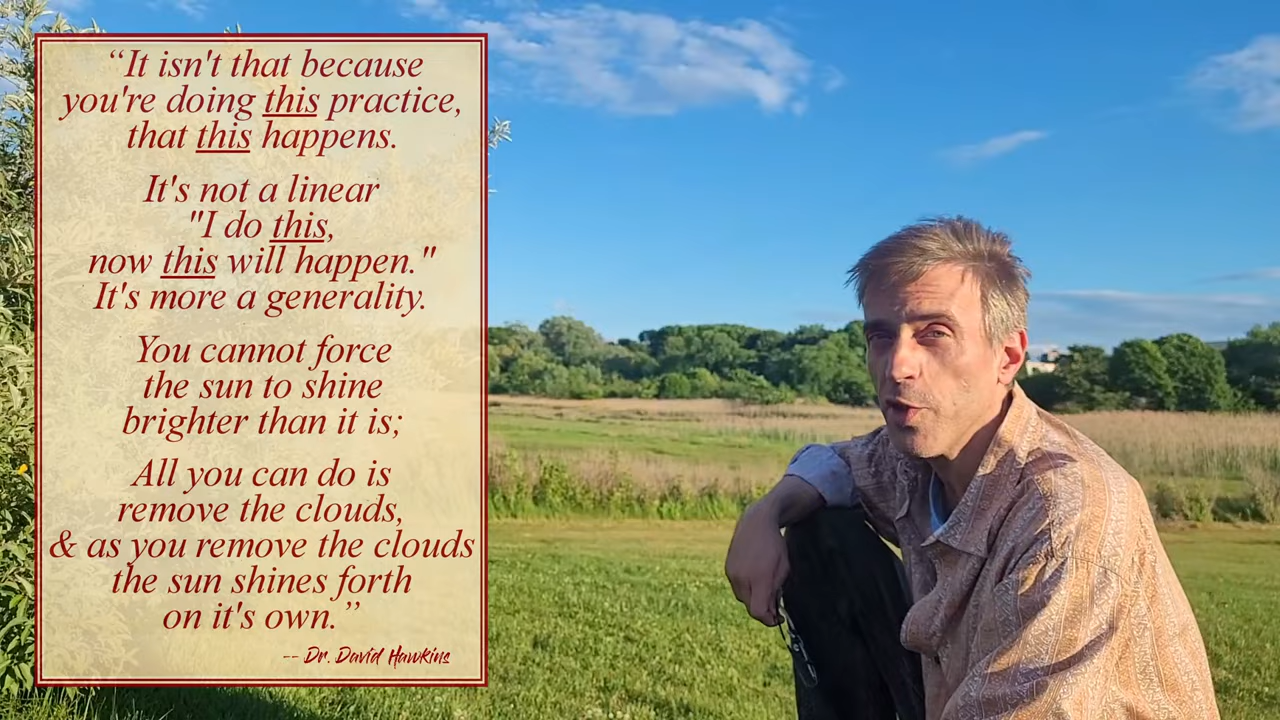 “It isn't that because
you're doing this practice,
that this happens.
It's not a linear
"I do this,
now this will happen."
It's more a generality.
You cannot force
the sun to shine
brighter than it is;
All you can do is
remove the clouds,
& as you remove the clouds
the sun shines forth
on it's own.”
-- Dr. David Hawkins